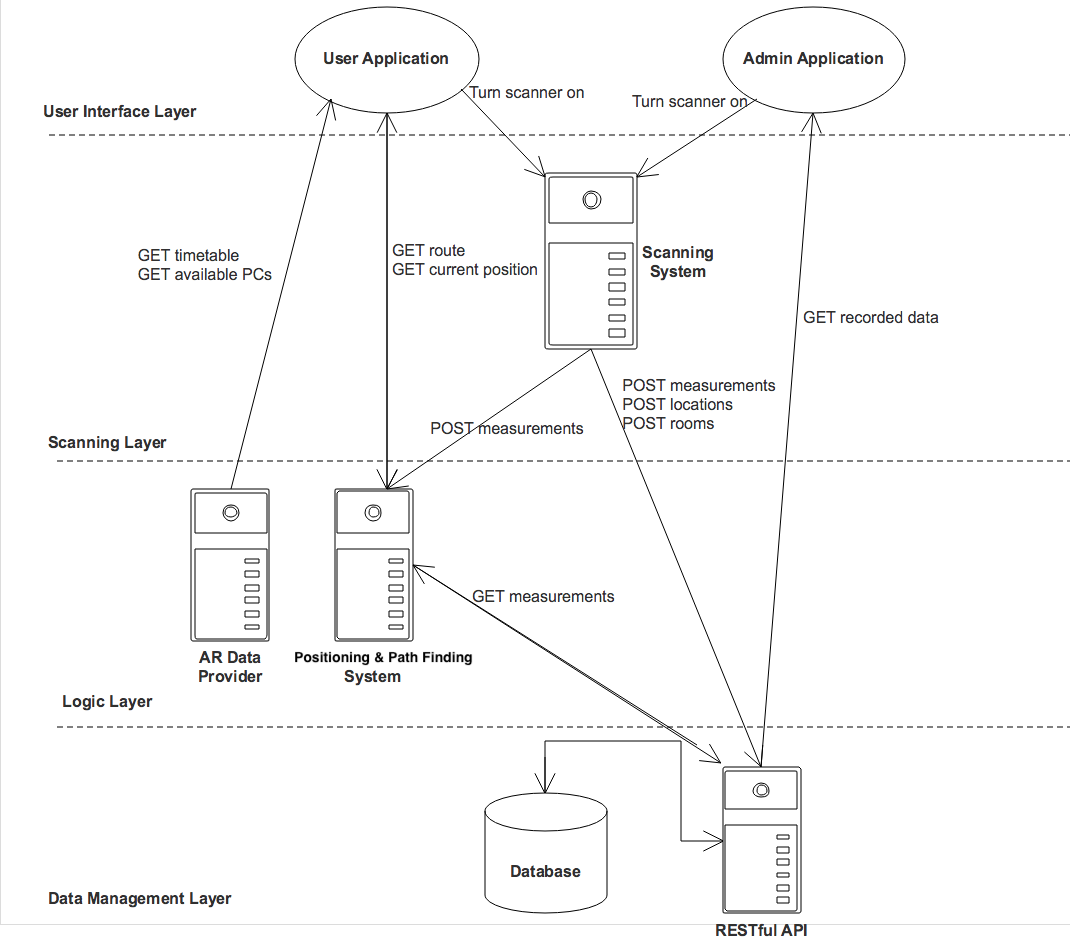 User Application
Admin Application
Turn scanner on
Turn scanner on
User Interface Layer
GET timetable
GET available PCs
GET route
GET current position
Scanning
System
GET recorded data
POST measurements
POST locations
POST rooms
POST measurements
Scanning Layer
GET measurements
AR Data
Provider
Positioning & Path Finding
System
Logic Layer
Database
Data Management Layer
RESTful API